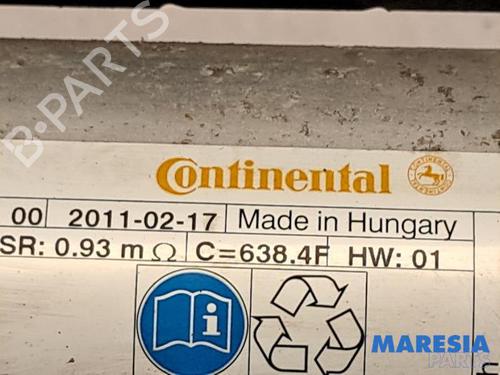 B-PARTS
Continental
CONTINENTAL
00 2011-02-17 Made in Hungary
SR: 0.93 mΩ C=638.4F HW: 01
MARESIA
PARTS